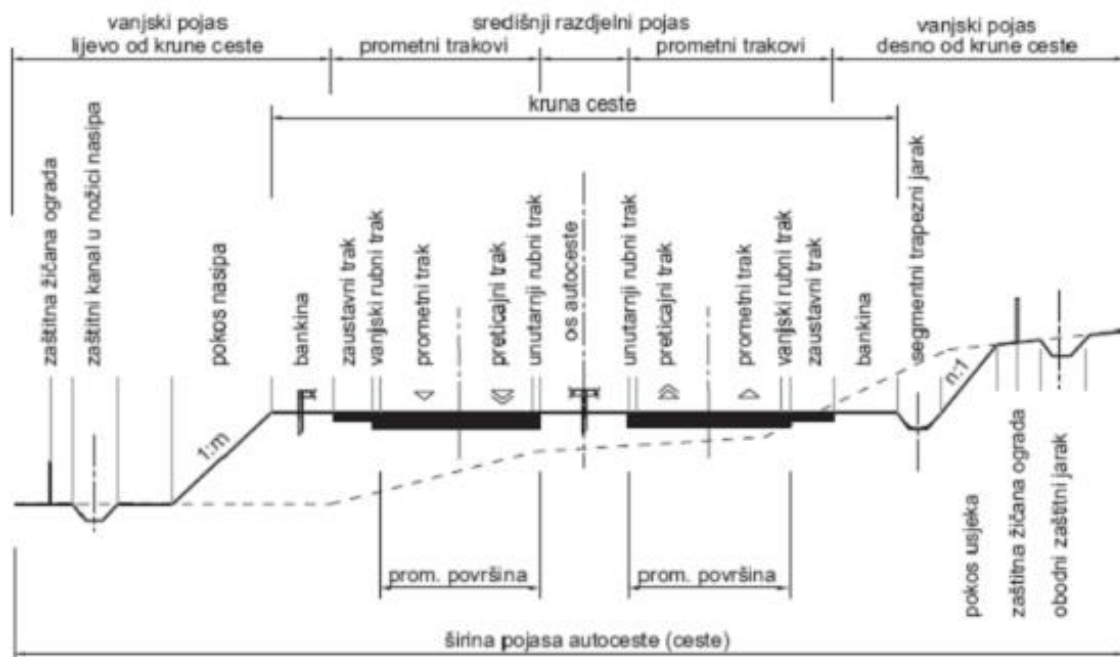 vanjski pojas
lijevo od krune ceste
prometni trakovi
središnji razdjelni pojas
prometni trakovi
vanjski pojas
desno od krune ceste
kruna ceste
zaštitna žičana ograda
zaštitni kanal u nožici nasipa
pokos nasipa
bankina
zaustavni trak
vanjski rubni trak
prometni trak
preticajni trak
unutarnji rubni trak
os autoceste
unutarnji rubni trak
preticajni trak
prometni trak
vanjski rubni trak
zaustavni trak
bankina
segmentni trapezni jarak
1:m
n:1
pokos usjeka
zaštitna žičana ograda
obodni zaštitni jarak
prom. površina
prom. površina
širina pojasa autoceste (ceste)